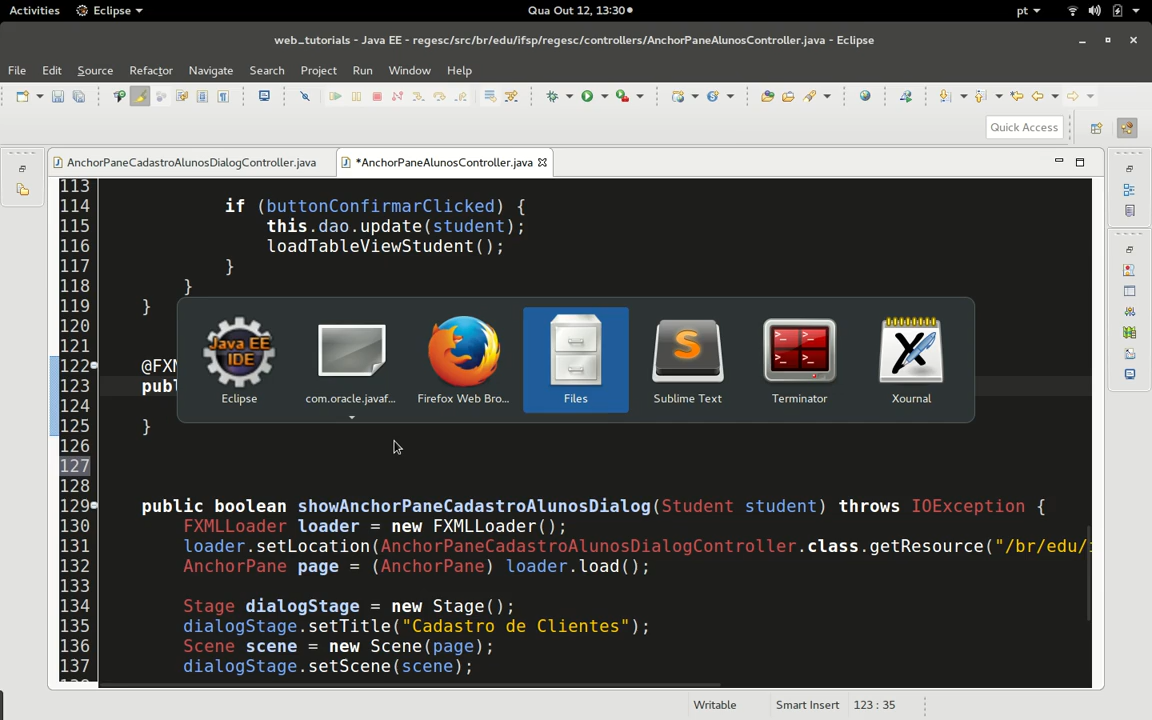 Activities Eclipse Qua Out 12, 13:30 pt
web_tutorials - Java EE - regesc/src/br/edu/ifsp/regesc/controllers/AnchorPaneAlunosController.java - Eclipse
File Edit Source Refactor Navigate Search Project Run Window Help
Quick Access
AnchorPaneCadastroAlunosDialogController.java *AnchorPaneAlunosController.java
113
114 if (buttonConfirmarClicked) {
115 this.dao.update(student);
116 loadTableViewStudent();
117 }
118 }
119 }
120
121
122 @FXM
123 publ
124
125 }
126
127
128
129 public boolean showAnchorPaneCadastroAlunosDialog(Student student) throws IOException {
130 FXMLLoader loader = new FXMLLoader();
131 loader.setLocation(AnchorPaneCadastroAlunosDialogController.class.getResource("/br/edu/
132 AnchorPane page = (AnchorPane) loader.load();
133
134 Stage dialogStage = new Stage();
135 dialogStage.setTitle("Cadastro de Clientes");
136 Scene scene = new Scene(page);
137 dialogStage.setScene(scene);
Java EE IDE
Eclipse com.oracle.javaf... Firefox Web Bro... Files Sublime Text Terminator Xournal
Writable Smart Insert 123 : 35